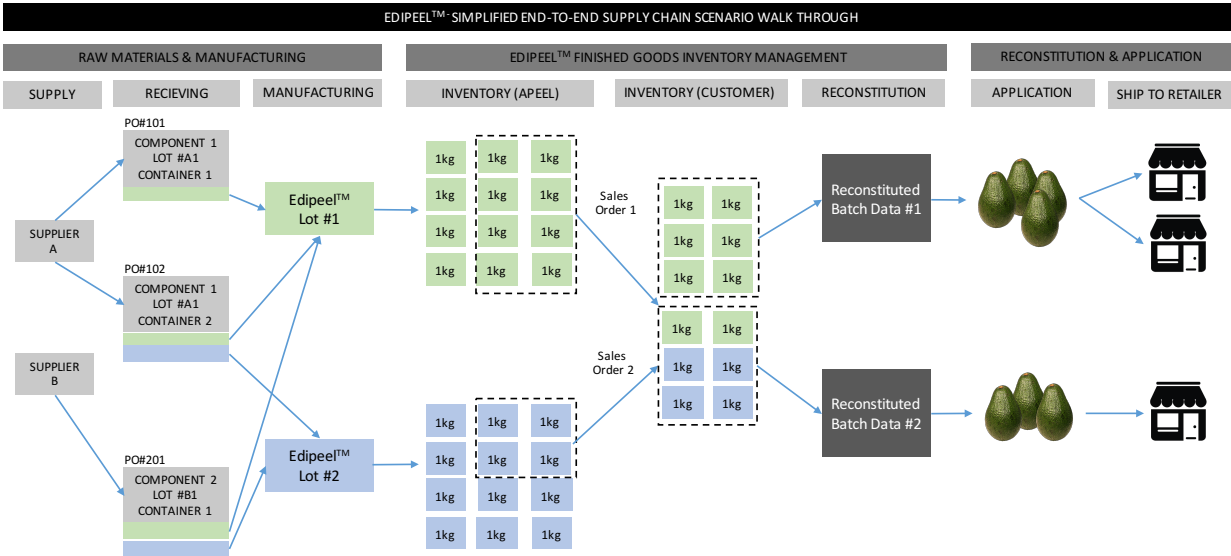 EDIPEEL™- SIMPLIFIED END-TO-END SUPPLY CHAIN SCENARIO WALK THROUGH
RAW MATERIALS & MANUFACTURING
EDIPEEL™ FINISHED GOODS INVENTORY MANAGEMENT
RECONSTITUTION & APPLICATION
SUPPLY
RECIEVING
MANUFACTURING
INVENTORY (APEEL)
INVENTORY (CUSTOMER)
RECONSTITUTION
APPLICATION
SHIP TO RETAILER
SUPPLIER
A
SUPPLIER
B
PO#101
COMPONENT 1
LOT #A1
CONTAINER 1
PO#102
COMPONENT 1
LOT #A1
CONTAINER 2
PO#201
COMPONENT 2
LOT #B1
CONTAINER 1
Edipeel™
Lot #1
Edipeel™
Lot #2
1kg 1kg 1kg
1kg 1kg 1kg
1kg 1kg 1kg
1kg 1kg 1kg
1kg 1kg 1kg
1kg 1kg 1kg
1kg 1kg 1kg
1kg 1kg 1kg
Sales
Order 1
Sales
Order 2
1kg 1kg
1kg 1kg
1kg 1kg
1kg 1kg
1kg 1kg
1kg 1kg
Reconstituted
Batch Data #1
Reconstituted
Batch Data #2